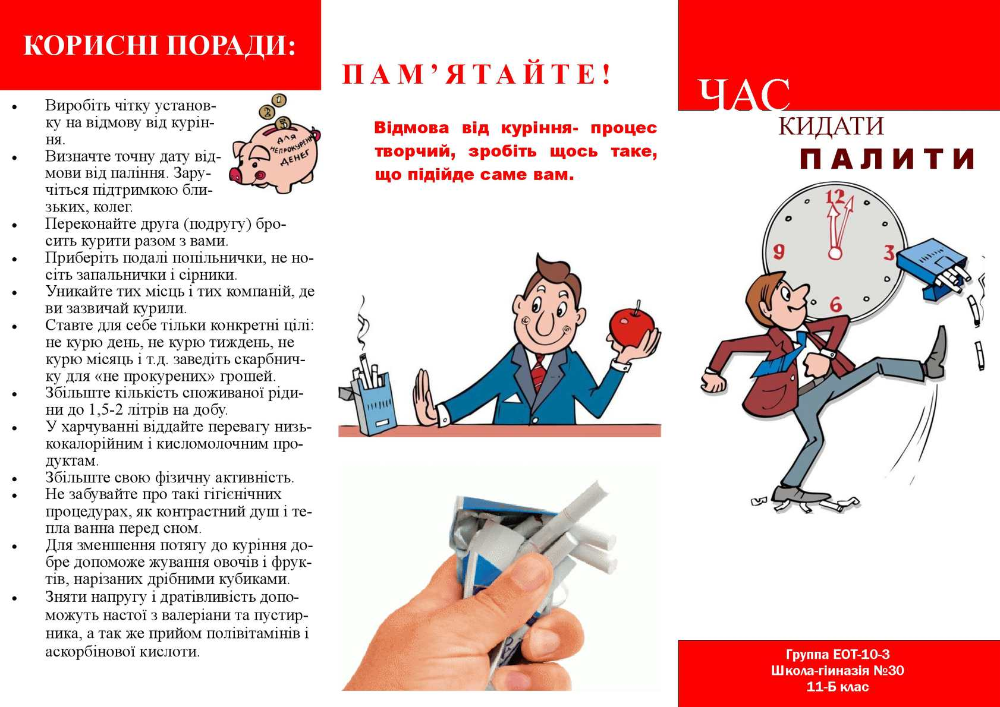 КОРИСНІ ПОРАДИ:
Виробіть чітку установ-
ку на відмову від курін-
ня.
Визначте точну дату від-
мови від паління. Зару-
чіться підтримкою бли-
зьких, колег.
Переконайте друга (подругу) бро-
сить курити разом з вами.
Приберіть подалі попільнички, не но-
сіть запальнички і сірники.
Уникайте тих місць і тих компаній, де
ви зазвичай курили.
Ставте для себе тільки конкретні цілі:
не курю день, не курю тиждень, не
курю місяць і т.д. заведіть скарбнич-
ку для «не прокурених» грошей.
Збільште кількість споживаної ріди-
ни до 1,5-2 літрів на добу.
У харчуванні віддайте перевагу низь-
кокалорійним і кисломолочним про-
дуктам.
Збільште свою фізичну активність.
Не забувайте про такі гігієнічних
процедурах, як контрастний душ і те-
пла ванна перед сном.
Для зменшення потягу до куріння до-
бре допоможе жування овочів і фрук-
тів, нарізаних дрібними кубиками.
Зняти напругу і дратівливість допо-
можуть настої з валеріани та пустир-
ника, а так же прийом полівітамінів і
аскорбінової кислоти.
1
2
5
ДЛЯ
НЕПРОКУРЕНН
ДЕНЕГ
ПАМ’ЯТАЙТЕ!
Відмова від куріння- процес
творчий, зробіть щось таке,
що підійде саме вам.
ЧАС
КИДАТИ
ПАЛИТИ
12
9
3
6
Группа ЕОТ-10-3
Школа-гіиназія №30
11-Б клас